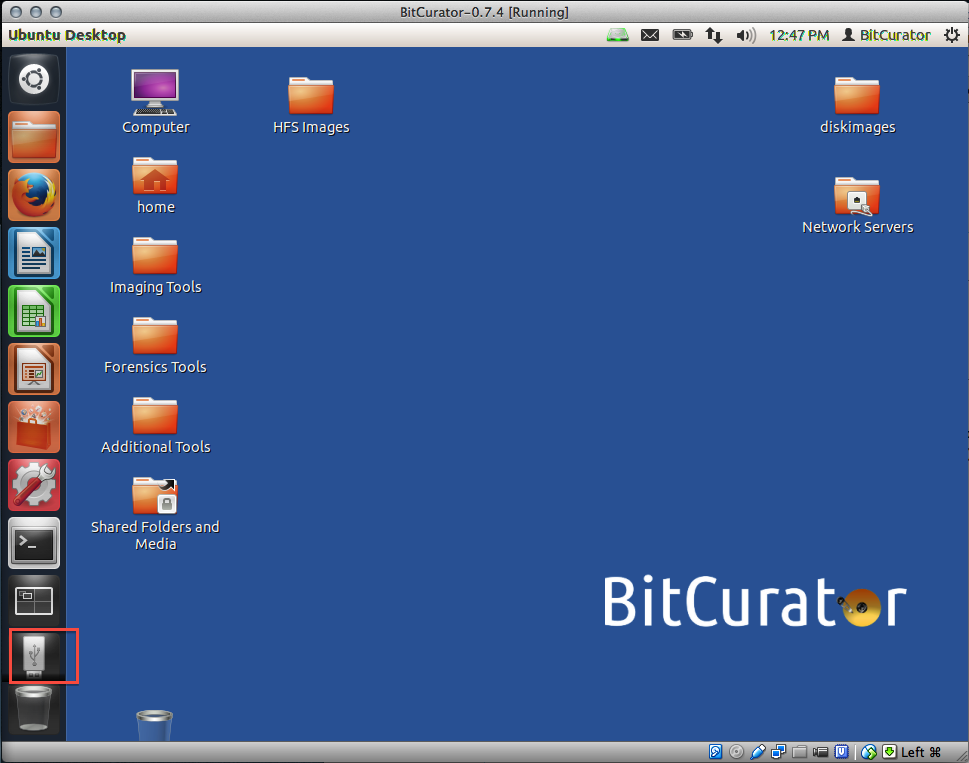 BitCurator-0.7.4 [Running]
Ubuntu Desktop
12:47 PM
BitCurator
Computer
HFS Images
diskimages
home
Network Servers
Imaging Tools
Forensics Tools
Additional Tools
Shared Folders and
Media
>_
BitCurator
Left ⌘